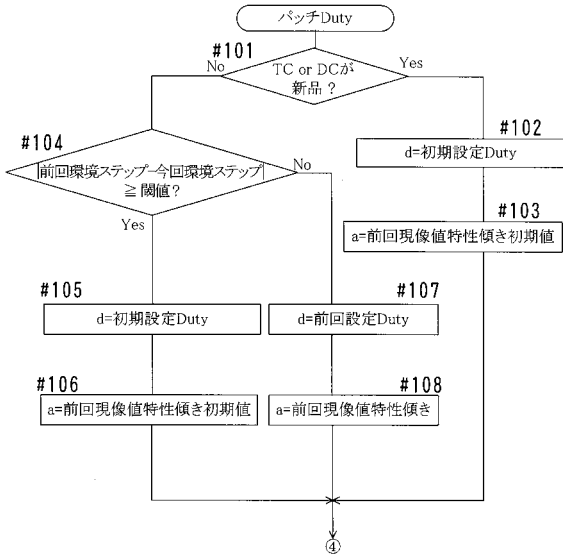 パッチDuty
#101
No
Yes
TC or DCが
新品?
#104
|前回環境ステップ-今回環境ステップ|
≧閾値?
No
Yes
#102
d=初期設定Duty
#103
a=前回現像値特性傾き初期値
#105
d=初期設定Duty
#107
d=前回設定Duty
#106
a=前回現像値特性傾き初期値
#108
a=前回現像値特性傾き
④